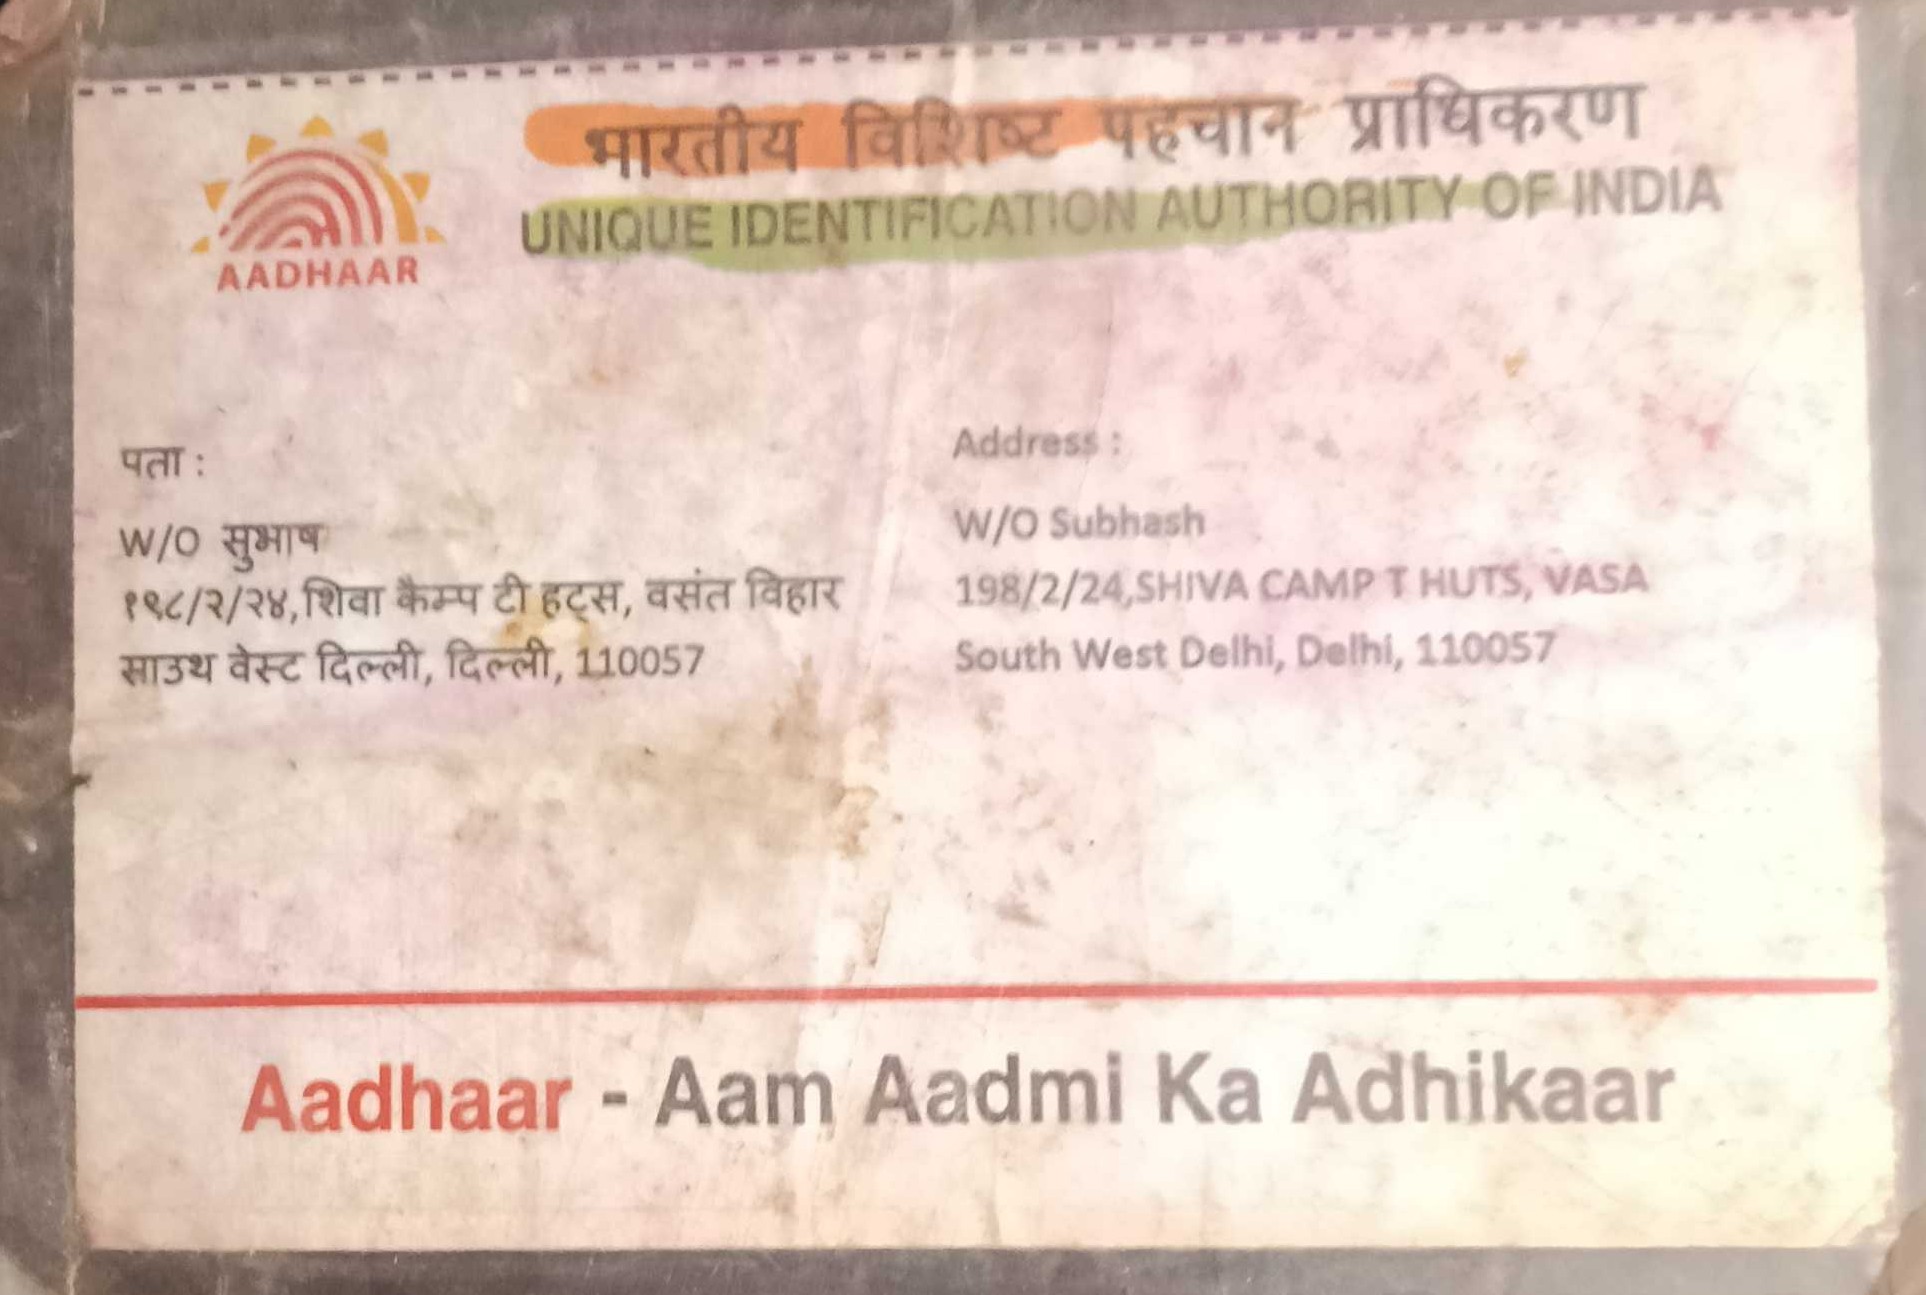 भारतीय विशिष्ट पहचान प्राधिकरण
UNIQUE IDENTIFICATION AUTHORITY OF INDIA
AADHAAR
पता :
W/O सुभाष
१९८/२/२४,शिवा कैम्प टी हट्स, वसंत विहार
साउथ वेस्ट दिल्ली, दिल्ली, 110057
Address :
W/O Subhash
198/2/24,SHIVA CAMP T HUTS, VASA
South West Delhi, Delhi, 110057
Aadhaar - Aam Aadmi Ka Adhikaar